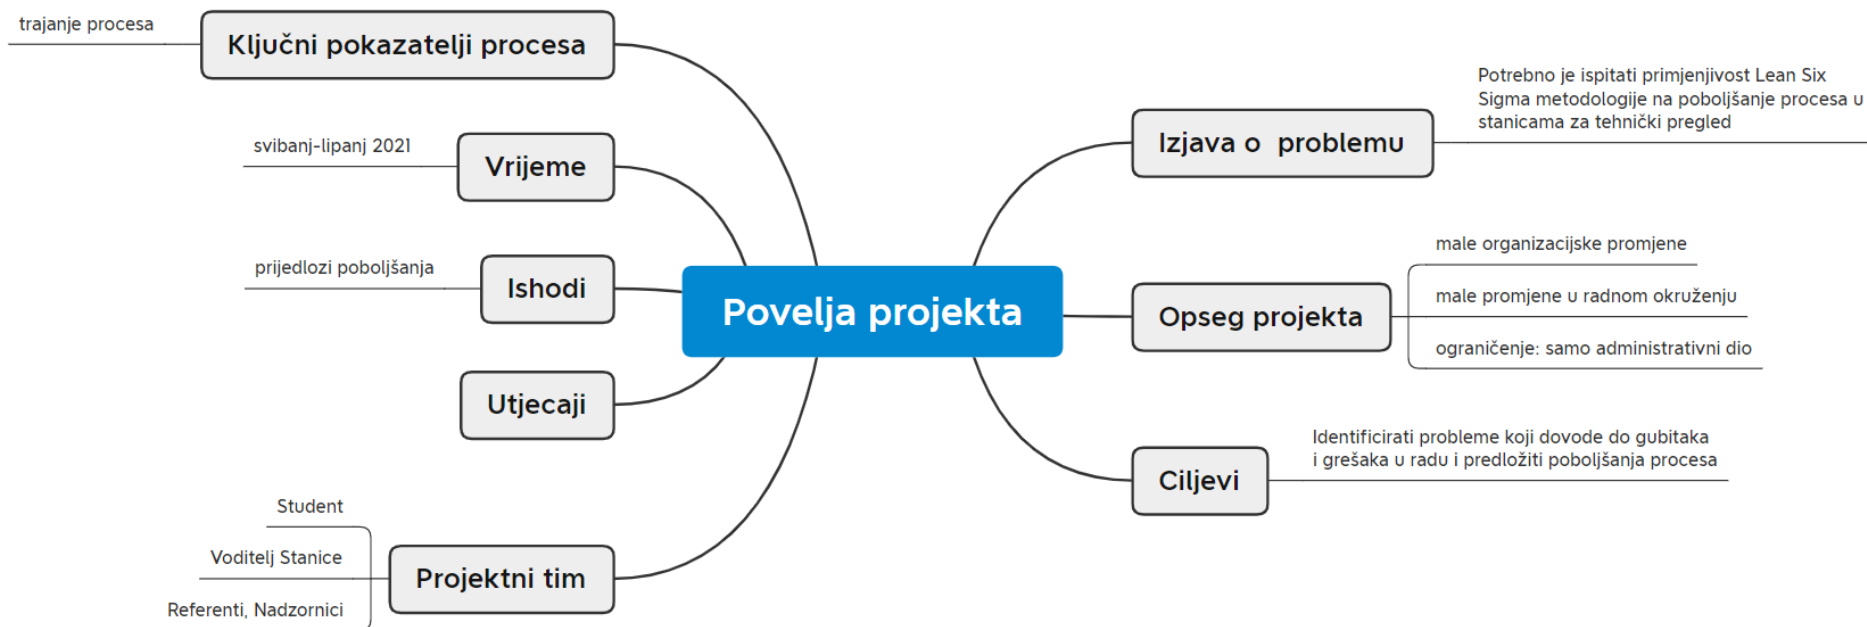 Povelja projekta
Ključni pokazatelji procesa
trajanje procesa
Vrijeme
svibanj-lipanj 2021
Ishodi
prijedlozi poboljšanja
Utjecaji
Projektni tim
Student
Voditelj Stanice
Referenti, Nadzornici
Izjava o problemu
Potrebno je ispitati primjenjivost Lean Six
Sigma metodologije na poboljšanje procesa u
stanicama za tehnički pregled
Opseg projekta
male organizacijske promjene
male promjene u radnom okruženju
ograničenje: samo administrativni dio
Ciljevi
Identificirati probleme koji dovode do gubitaka
i grešaka u radu i predložiti poboljšanja procesa